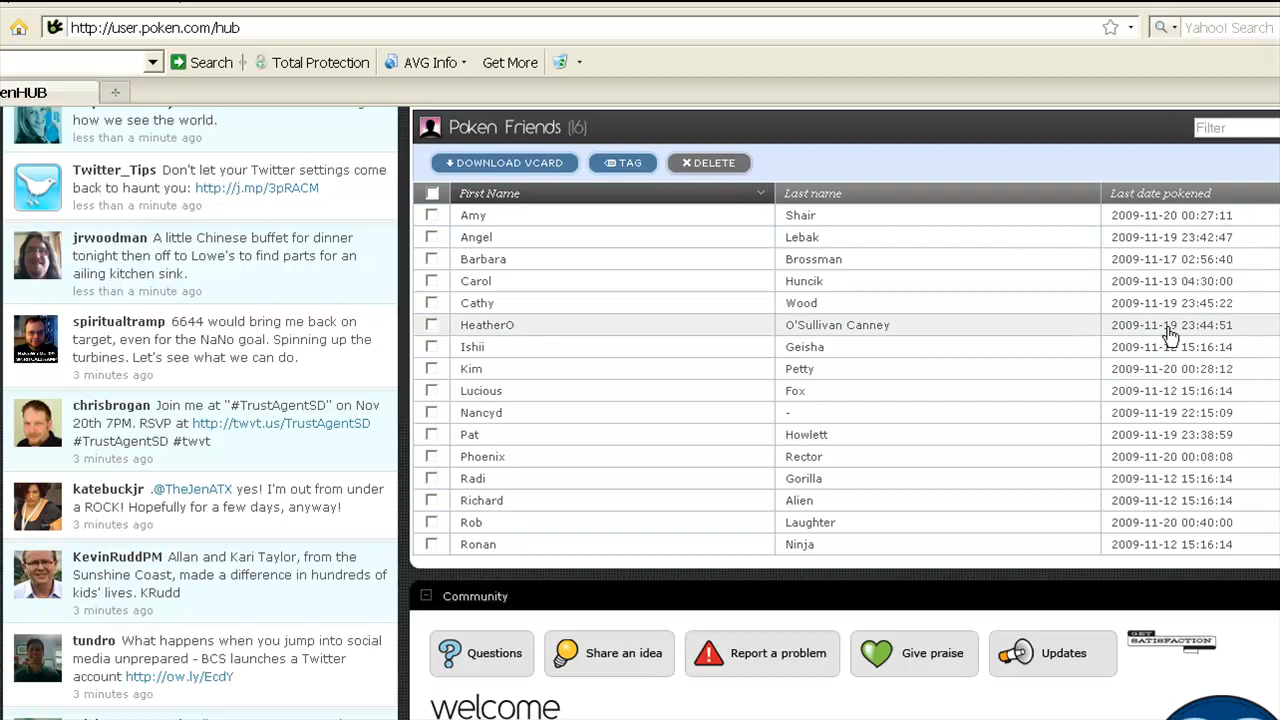 http://user.poken.com/hub
Yahoo! Search
Search
Total Protection
AVG Info
Get More
enHUB
how we see the world.
less than a minute ago
Twitter_Tips Don't let your Twitter settings come
back to haunt you: http://j.mp/3pRACM
less than a minute ago
jrwoodman A little Chinese buffet for dinner
tonight then off to Lowe's to find parts for an
ailing kitchen sink.
less than a minute ago
spiritualtramp 6644 would bring me back on
target, even for the NaNo goal. Spinning up the
turbines. Let's see what we can do.
3 minutes ago
chrisbrogan Join me at "#TrustAgentSD" on Nov
20th 7PM. RSVP at http://twvt.us/TrustAgentSD
#TrustAgentSD #twvt
3 minutes ago
katebuckjr .@TheJenATX yes! I'm out from under
a ROCK! Hopefully for a few days, anyway!
3 minutes ago
KevinRuddPM Allan and Kari Taylor, from the
Sunshine Coast, made a difference in hundreds of
kids' lives. KRudd
3 minutes ago
tundro What happens when you jump into social
media unprepared - BCS launches a Twitter
account http://ow.ly/EcdY
3 minutes ago
Poken Friends (16)
Filter
DOWNLOAD VCARD TAG DELETE
First Name Last name Last date pokened
Amy Shair 2009-11-20 00:27:11
Angel Lebak 2009-11-19 23:42:47
Barbara Brossman 2009-11-17 02:56:40
Carol Huncik 2009-11-13 04:30:00
Cathy Wood 2009-11-19 23:45:22
HeatherO O'Sullivan Canney 2009-11-19 23:44:51
Ishii Geisha 2009-11-12 15:16:14
Kim Petty 2009-11-20 00:28:12
Lucious Fox 2009-11-12 15:16:14
Nancyd - 2009-11-19 22:15:09
Pat Howlett 2009-11-19 23:38:59
Phoenix Rector 2009-11-20 00:08:08
Radi Gorilla 2009-11-12 15:16:14
Richard Alien 2009-11-12 15:16:14
Rob Laughter 2009-11-20 00:40:00
Ronan Ninja 2009-11-12 15:16:14
Community
Questions
Share an idea
Report a problem
Give praise
Updates
GET
SATISFACTION
welcome